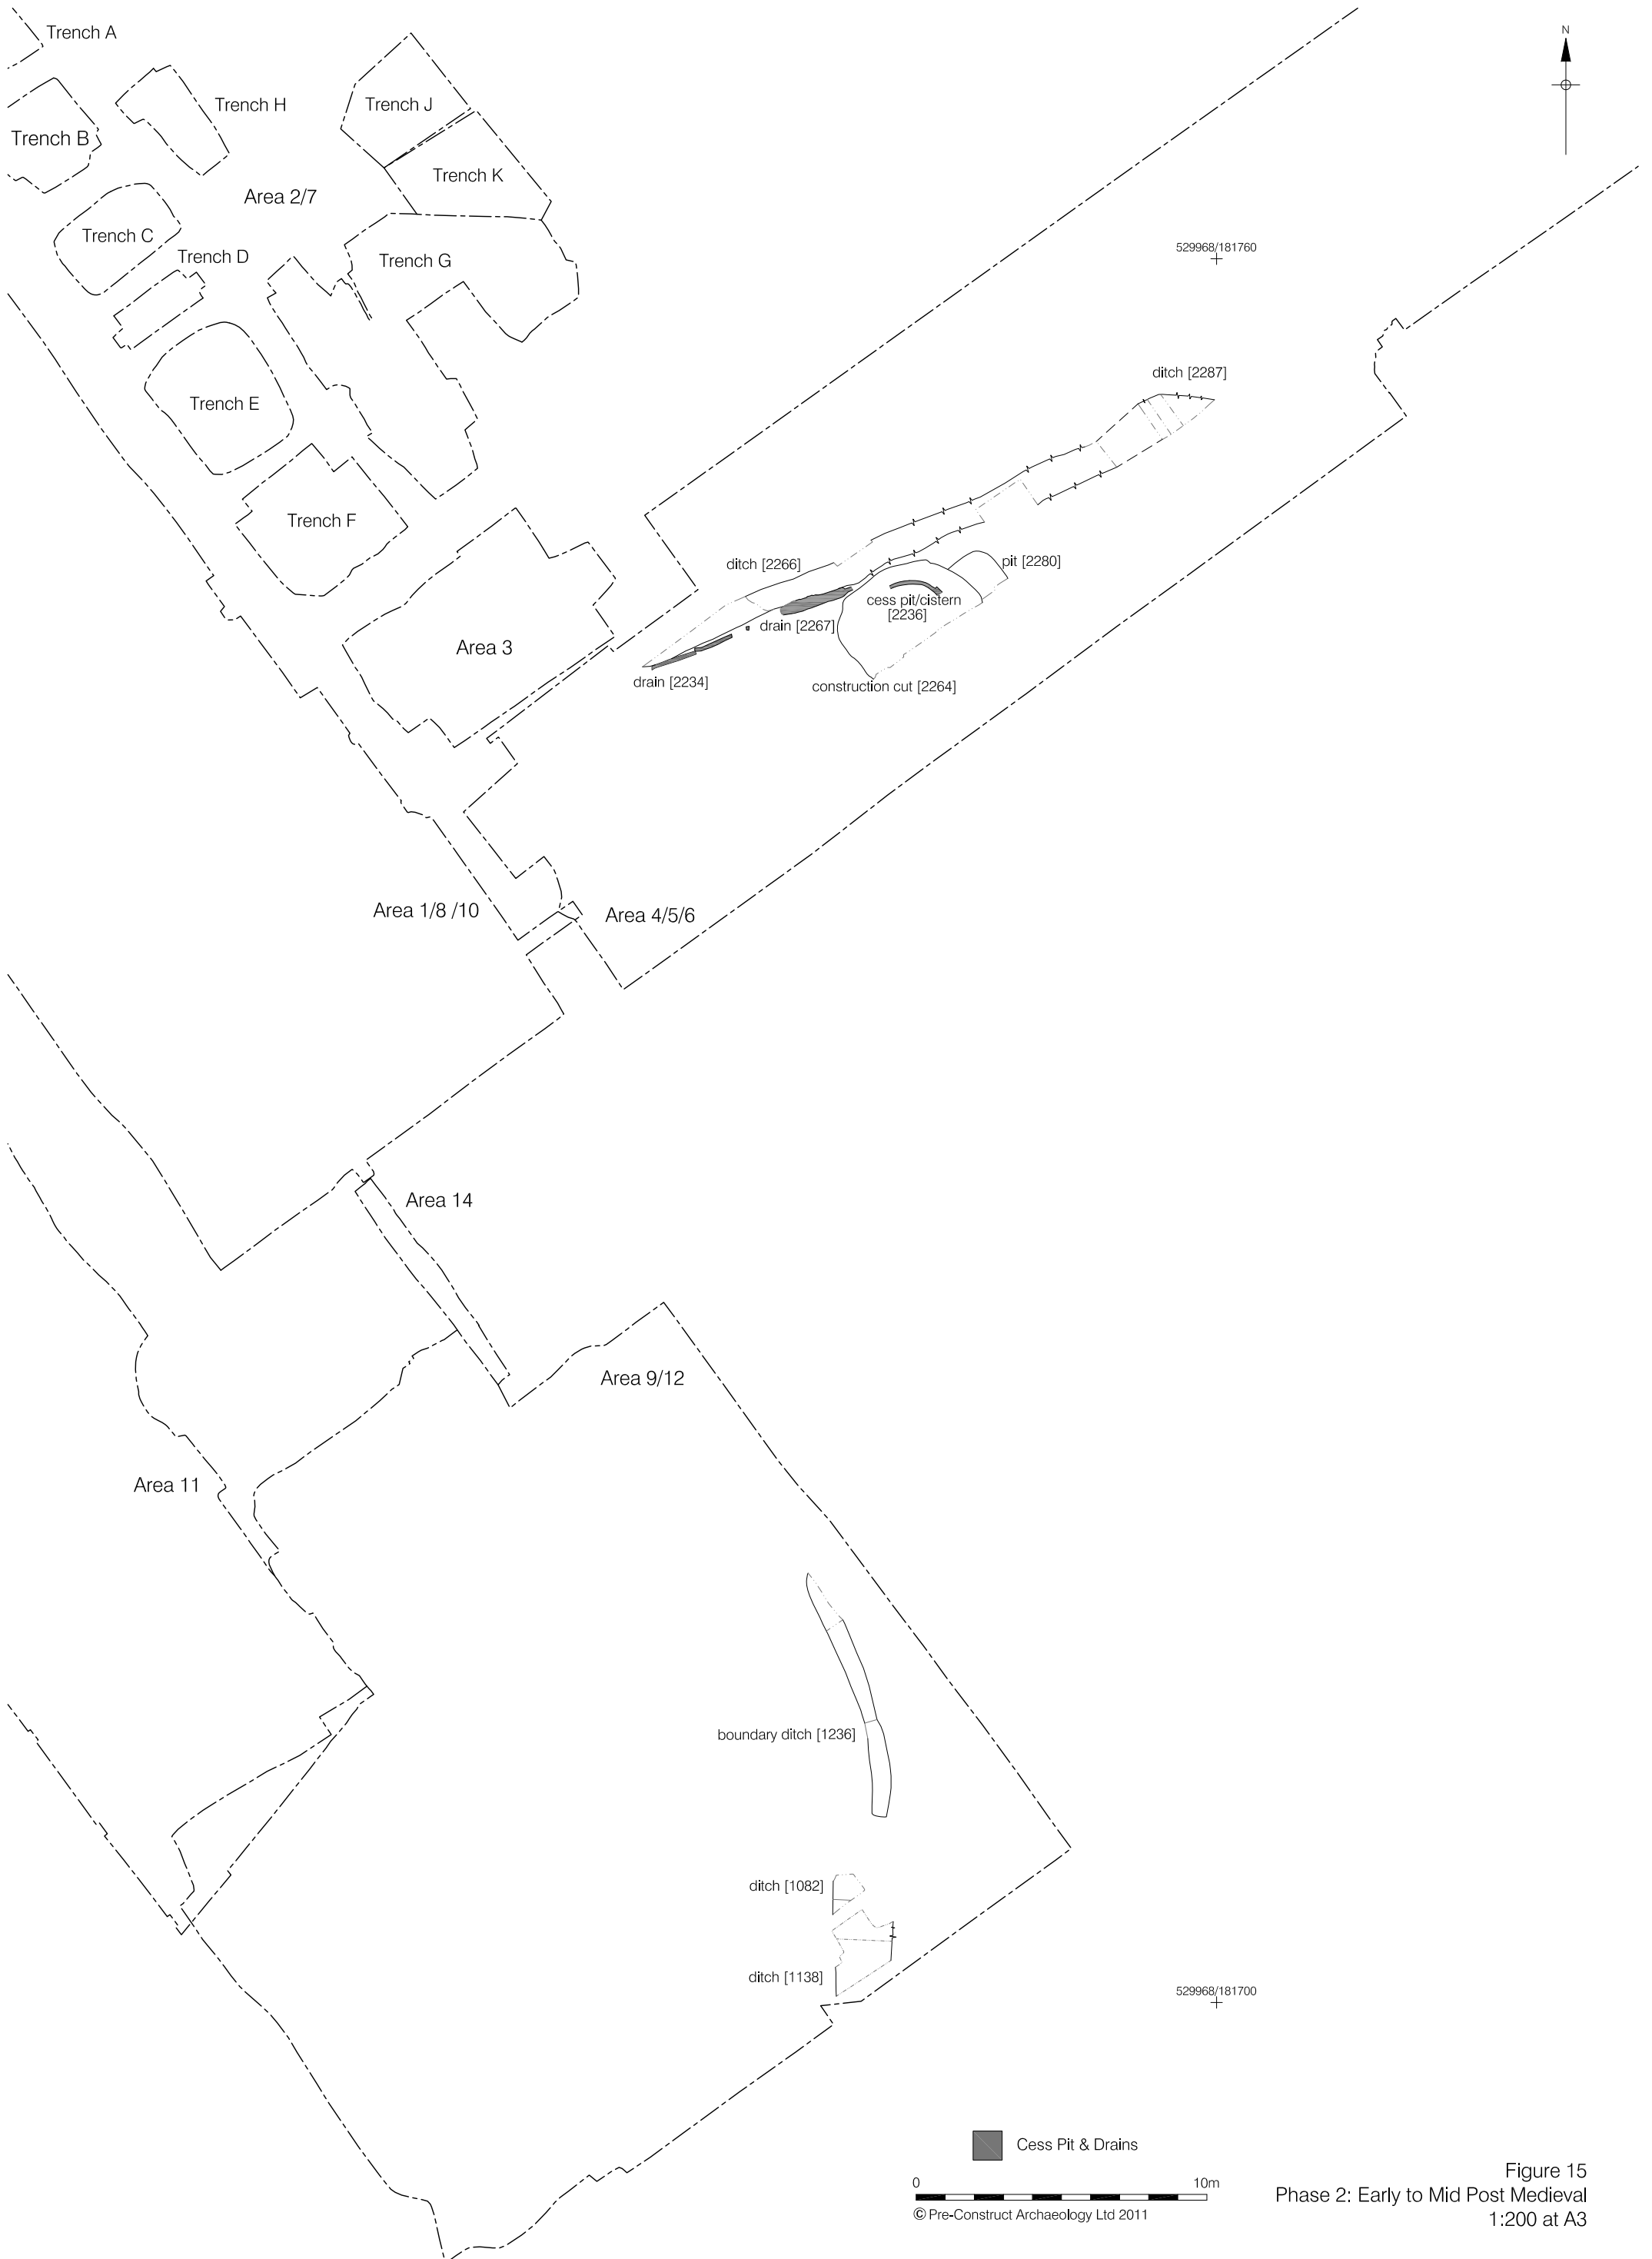 Trench A
N
Trench H
Trench J
Trench B
Trench K
Area 2/7
Trench C
529968/181760
Trench D
Trench G
ditch [2287]
Trench E
Trench F
ditch [2266]
pit [2280]
cess pit/cistern
[2236]
drain [2267]
Area 3
drain [2234]
construction cut [2264]
Area 1/8 /10
Area 4/5/6
Area 14
Area 9/12
Area 11
boundary ditch [1236]
ditch [1082]
ditch [1138]
529968/181700
Cess Pit & Drains
0 10m
© Pre-Construct Archaeology Ltd 2011
Figure 15
Phase 2: Early to Mid Post Medieval
1:200 at A3